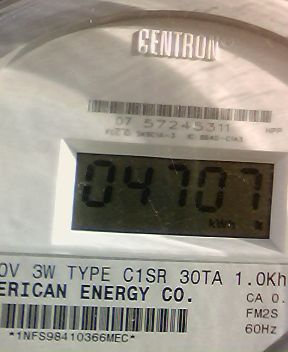 CENTRON
07 57245311
04707
kWh
0V 3W TYPE C1SR 30TA 1.0Kh
ERICAN ENERGY CO.
CA 0.
FM2S
60Hz
*1NFS98410366MEC*